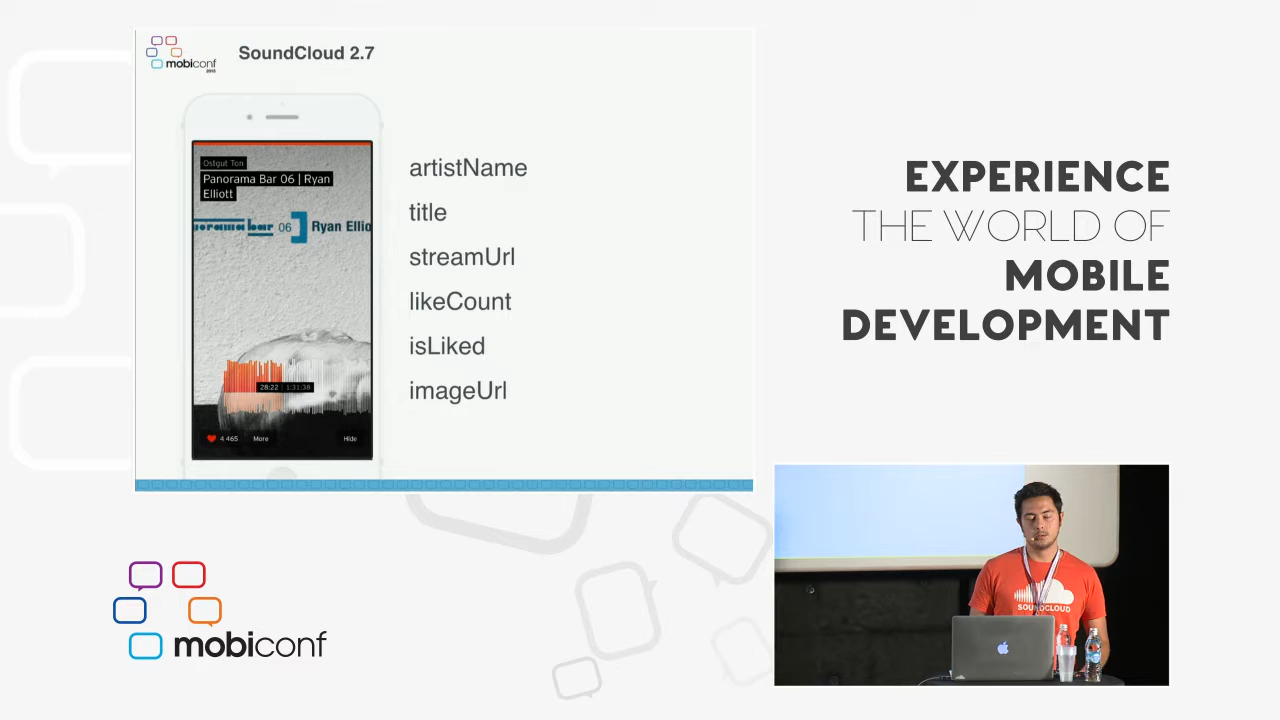 mobiconf
2015
SoundCloud 2.7
Ostgut Ton
Panorama Bar 06 | Ryan
Elliott
06
Ryan Ellio
28:22 | 1:31:38
4 465
More
Hide
artistName
title
streamUrl
likeCount
isLiked
imageUrl
EXPERIENCE
THE WORLD OF
MOBILE
DEVELOPMENT
SOUNDCLOUD
mobiconf